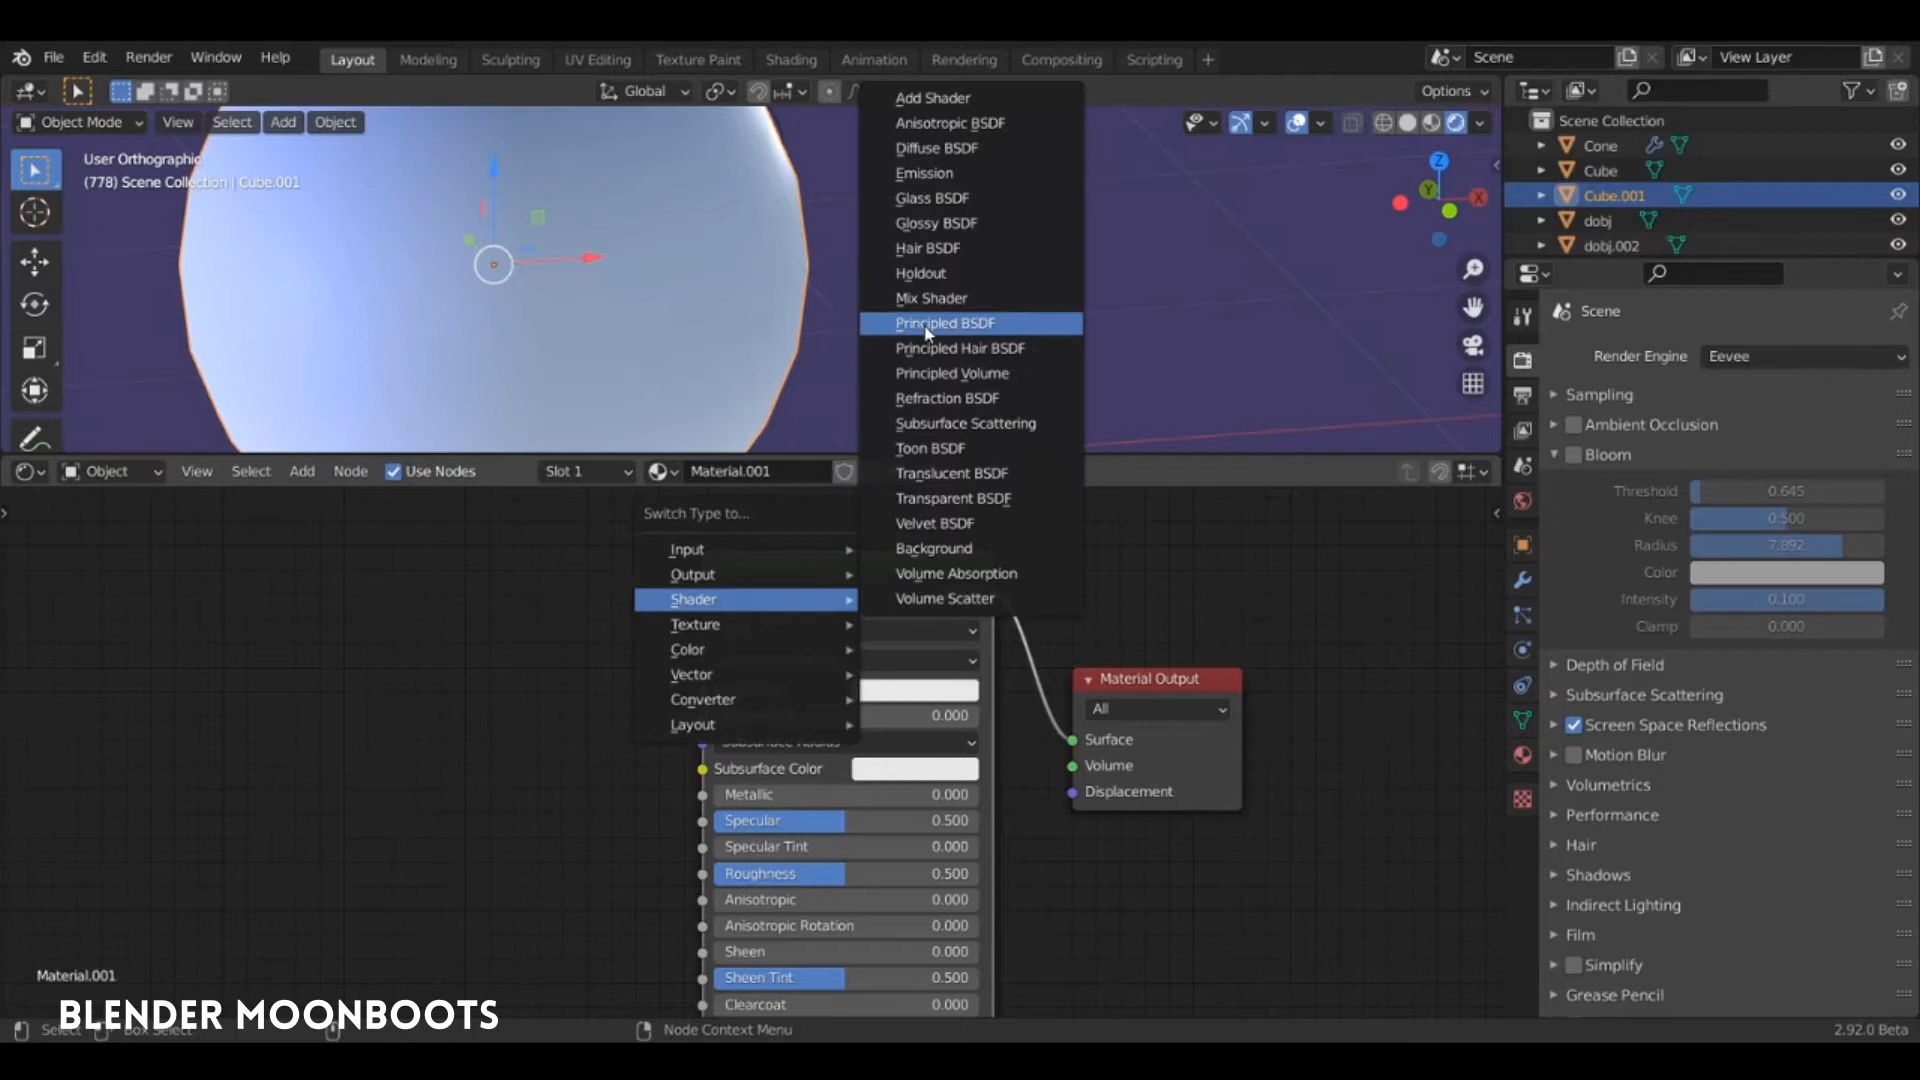 File Edit Render Window Help Layout Modeling Sculpting UV Editing Texture Paint Shading Animation Rendering Compositing Scripting + Scene View Layer
Global Options
Object Mode View Select Add Object
User Orthographic
(778) Scene Collection | Cube.001
Z
Y
X
Add Shader
Anisotropic BSDF
Diffuse BSDF
Emission
Glass BSDF
Glossy BSDF
Hair BSDF
Holdout
Mix Shader
Principled BSDF
Principled Hair BSDF
Principled Volume
Refraction BSDF
Subsurface Scattering
Toon BSDF
Translucent BSDF
Transparent BSDF
Velvet BSDF
Background
Volume Absorption
Volume Scatter
Scene Collection
Cone
Cube
Cube.001
dobj
dobj.002
Scene
Render Engine Eevee
Sampling
Ambient Occlusion
Bloom
Threshold 0.645
Knee 0.500
Radius 7.892
Color
Intensity 0.100
Clamp 0.000
Depth of Field
Subsurface Scattering
Screen Space Reflections
Motion Blur
Volumetrics
Performance
Hair
Shadows
Indirect Lighting
Film
Simplify
Grease Pencil
Object View Select Add Node Use Nodes Slot 1 Material.001
Switch Type to...
Input
Output
Shader
Texture
Color
Vector
Converter
Layout
0.000
Subsurface Radius
Subsurface Color
Metallic 0.000
Specular 0.500
Specular Tint 0.000
Roughness 0.500
Anisotropic 0.000
Anisotropic Rotation 0.000
Sheen 0.000
Sheen Tint 0.500
Clearcoat 0.000
Material Output
All
Surface
Volume
Displacement
Material.001
BLENDER MOONBOOTS
Select Box Select Node Context Menu 2.92.0 Beta